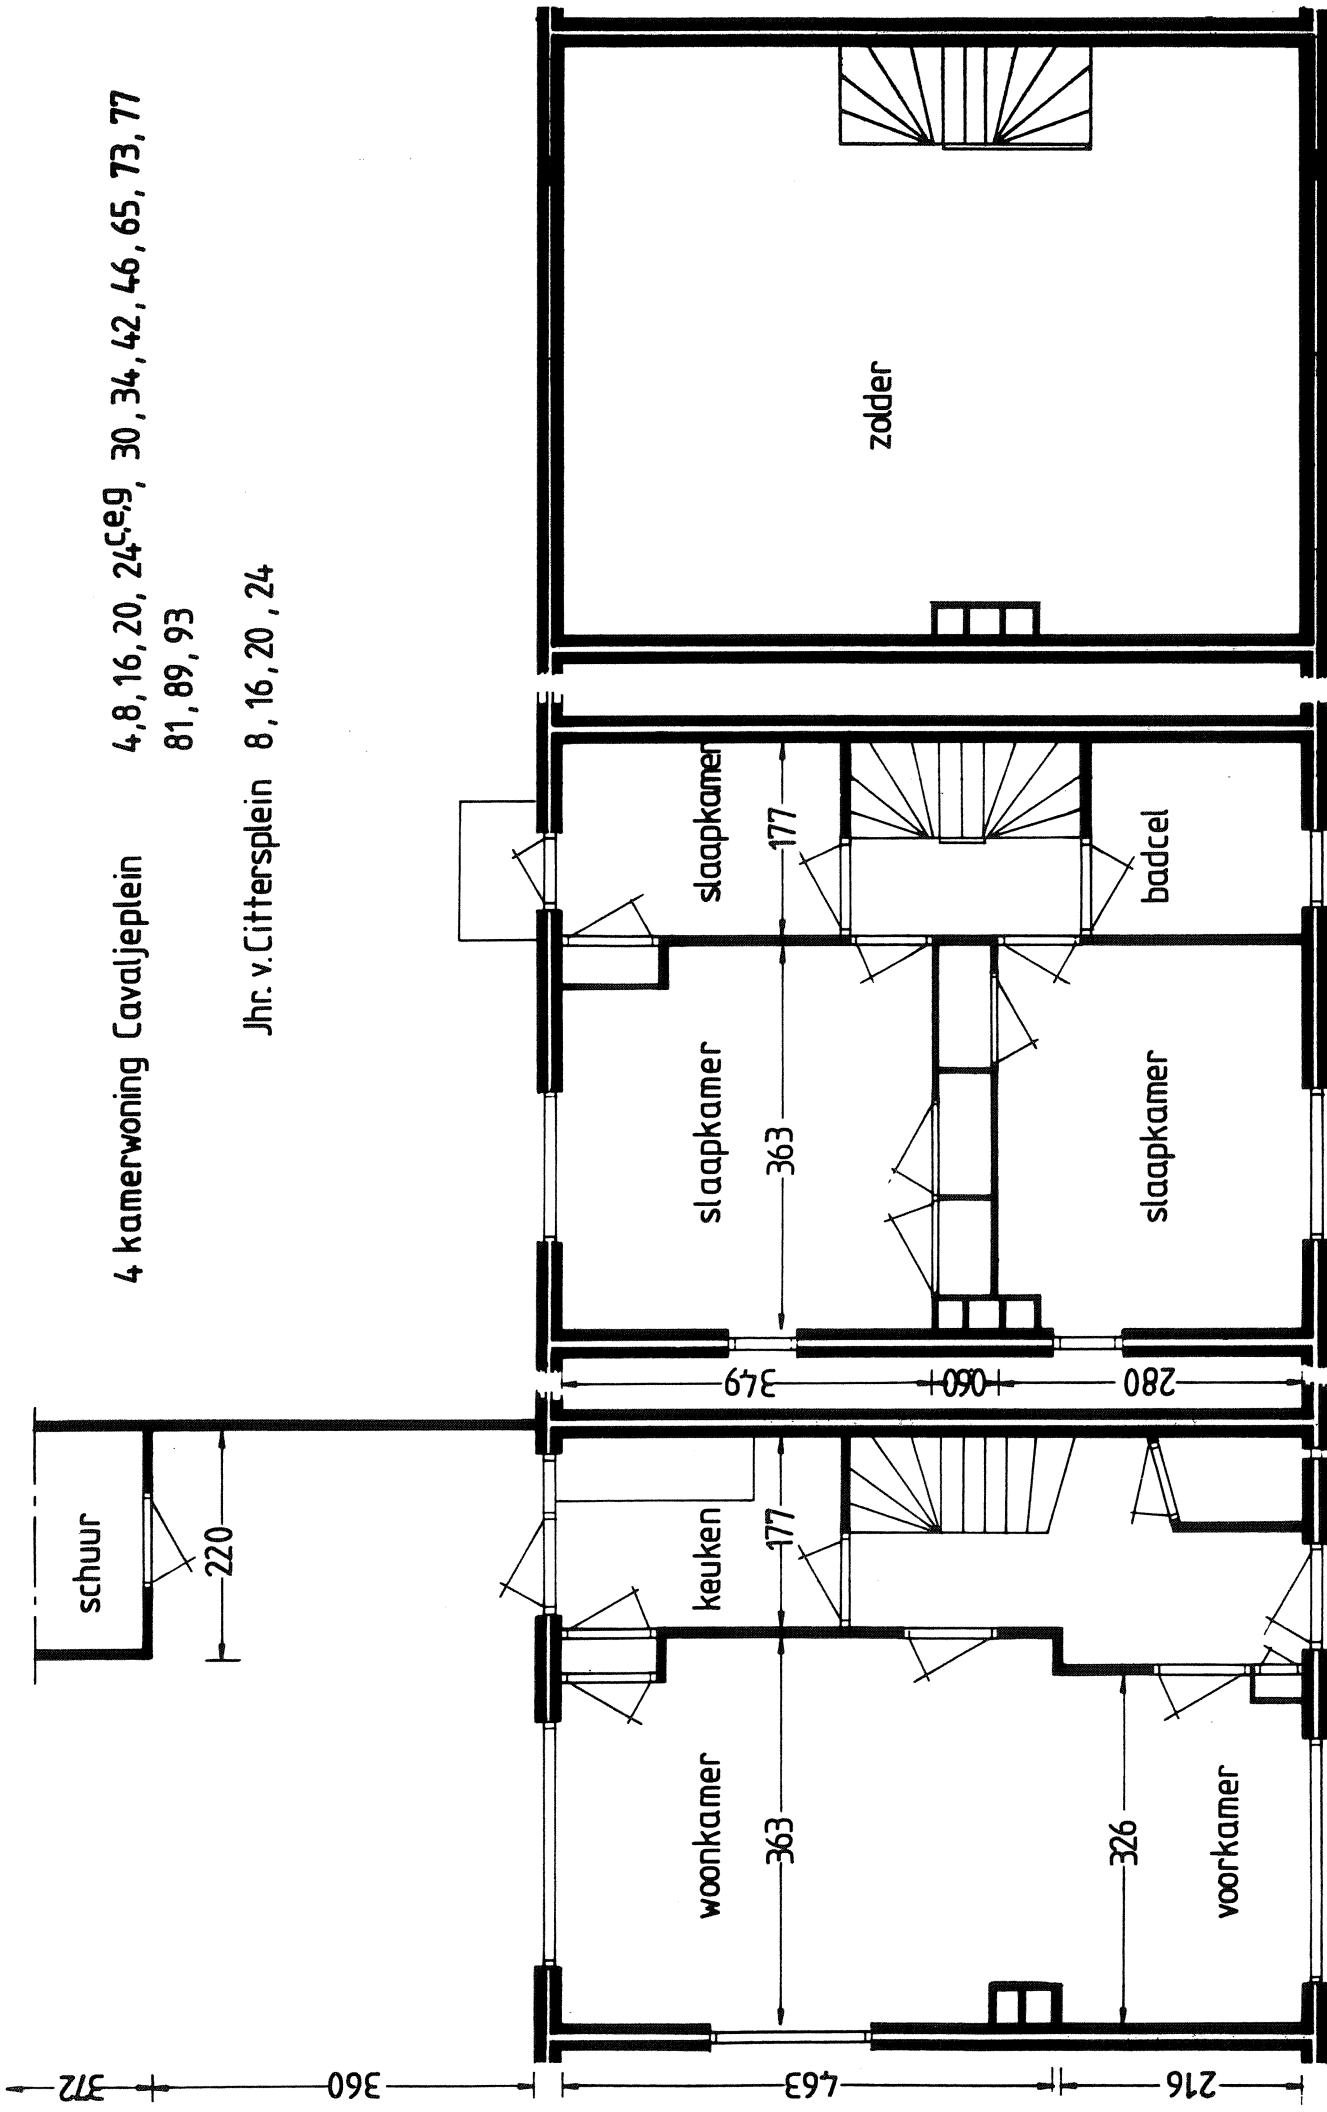 4 kamerwoning Cavaljeplein 4,8,16,20,24c,e,g, 30,34,42,46,65,73,77
81,89,93
Jhr. v. Cittersplein 8,16,20,24
schuur
220
372
360
keuken
177
woonkamer
363
326
voorkamer
463
216
slaapkamer
177
slaapkamer
363
badcel
slaapkamer
349
060
280
zolder